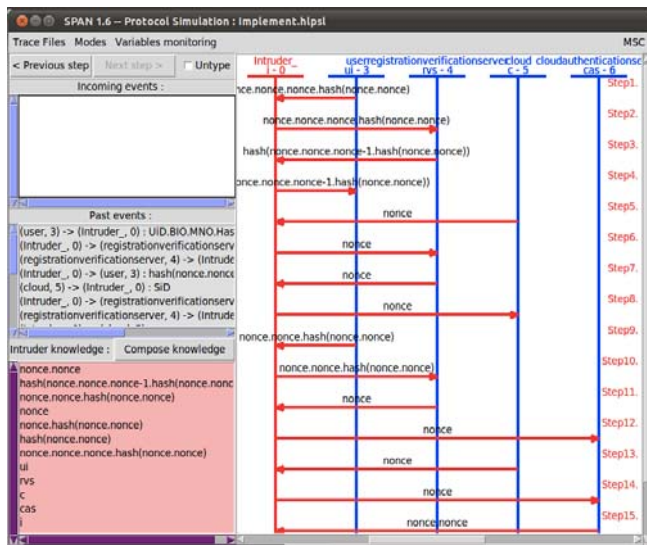 SPAN 1.6 – Protocol Simulation : implement.hlpsl
Trace Files Modes Variables monitoring MSC
< Previous step Next step > Untype
Incoming events :
Past events :
(user, 3) -> (Intruder_, 0) : UiD.BIO.MNO.Has
(Intruder_, 0) -> (registrationverificationserv
(registrationverificationserver, 4) -> (Intrude
(Intruder_, 0) -> (user, 3) : hash(nonce.nonce
(cloud, 5) -> (Intruder_, 0) : SiD
(Intruder_, 0) -> (registrationverificationserv
(registrationverificationserver, 4) -> (Intrude
Intruder knowledge : Compose knowledge
nonce.nonce
hash(nonce.nonce.nonce-1.hash(nonce.nonc
nonce.nonce.hash(nonce.nonce)
nonce
nonce.hash(nonce.nonce)
hash(nonce.nonce)
nonce.nonce.nonce.hash(nonce.nonce)
ui
rvs
c
cas
i
Intruder_ user registrationverificationserver cloud cloudauthenticationsc
i - 0 ui - 3 rvs - 4 c - 5 cas - 6
Step1.
nce.nonce.nonce.hash(nonce.nonce)
Step2.
nonce.nonce.nonce.hash(nonce.nonce)
Step3.
hash(nonce.nonce.nonce-1.hash(nonce.nonce))
Step4.
once.nonce.nonce-1.hash(nonce.nonce))
Step5.
nonce
Step6.
nonce
Step7.
nonce
Step8.
nonce
Step9.
nonce.nonce.hash(nonce.nonce)
Step10.
nonce.nonce.hash(nonce.nonce)
Step11.
nonce
Step12.
nonce
Step13.
nonce
Step14.
nonce
Step15.
nonce.nonce